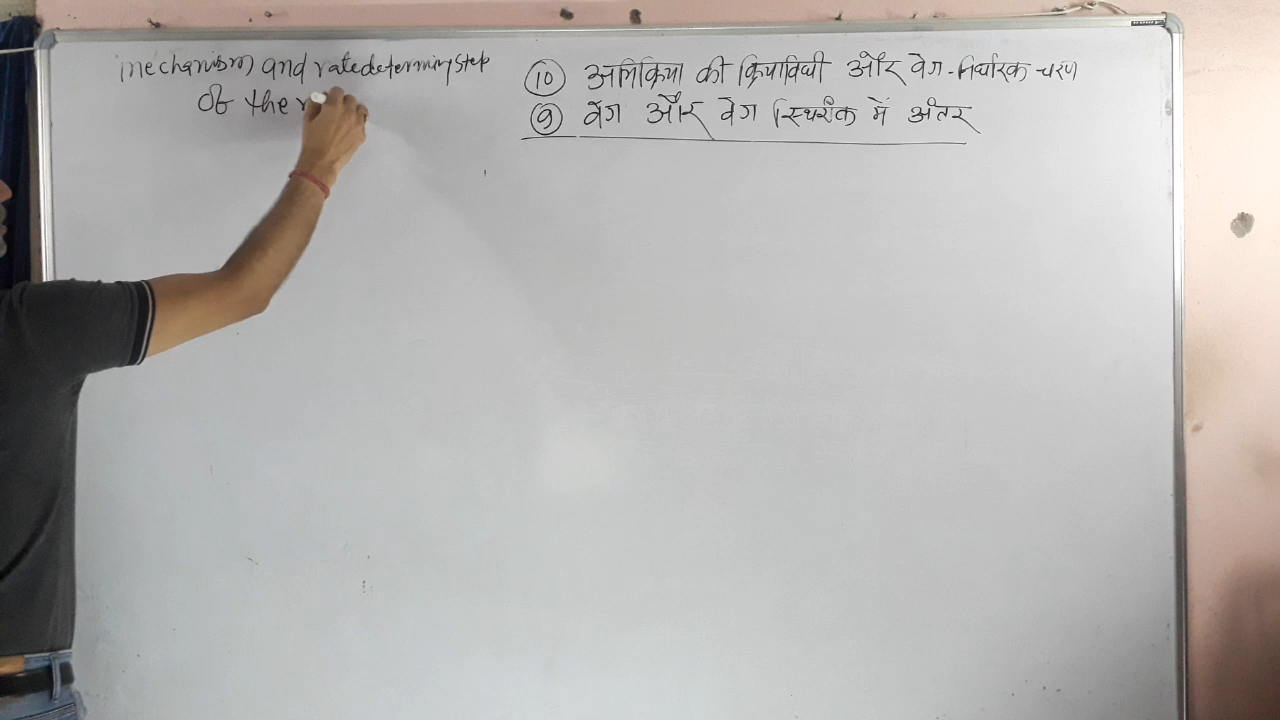 mechanism and rate determining step
of the r
⑩ अभिक्रिया की क्रियाविधी और वेग-निर्धारक चरण
⑨ वेग और वेग स्थिरांक में अंतर